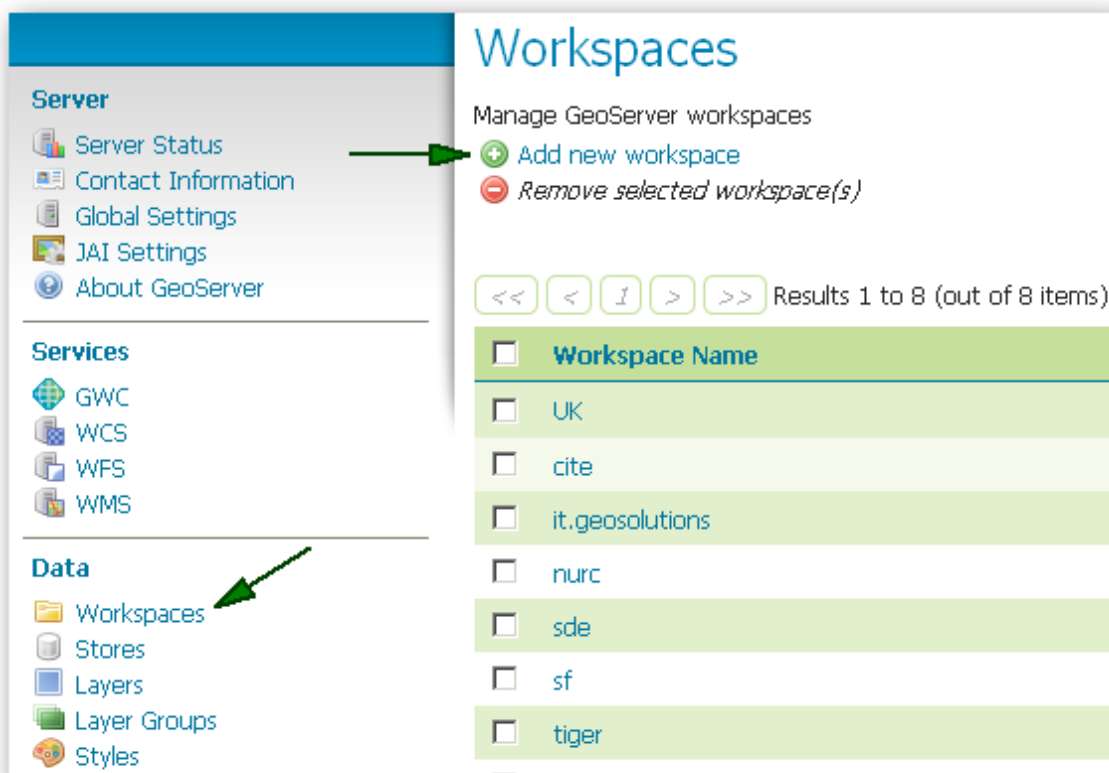 Server
Server Status
Contact Information
Global Settings
JAI Settings
About GeoServer
Services
GWC
WCS
WFS
WMS
Data
Workspaces
Stores
Layers
Layer Groups
Styles
Workspaces
Manage GeoServer workspaces
Add new workspace
Remove selected workspace(s)
<< < 1 > >> Results 1 to 8 (out of 8 items)
Workspace Name
UK
cite
it.geosolutions
nurc
sde
sf
tiger